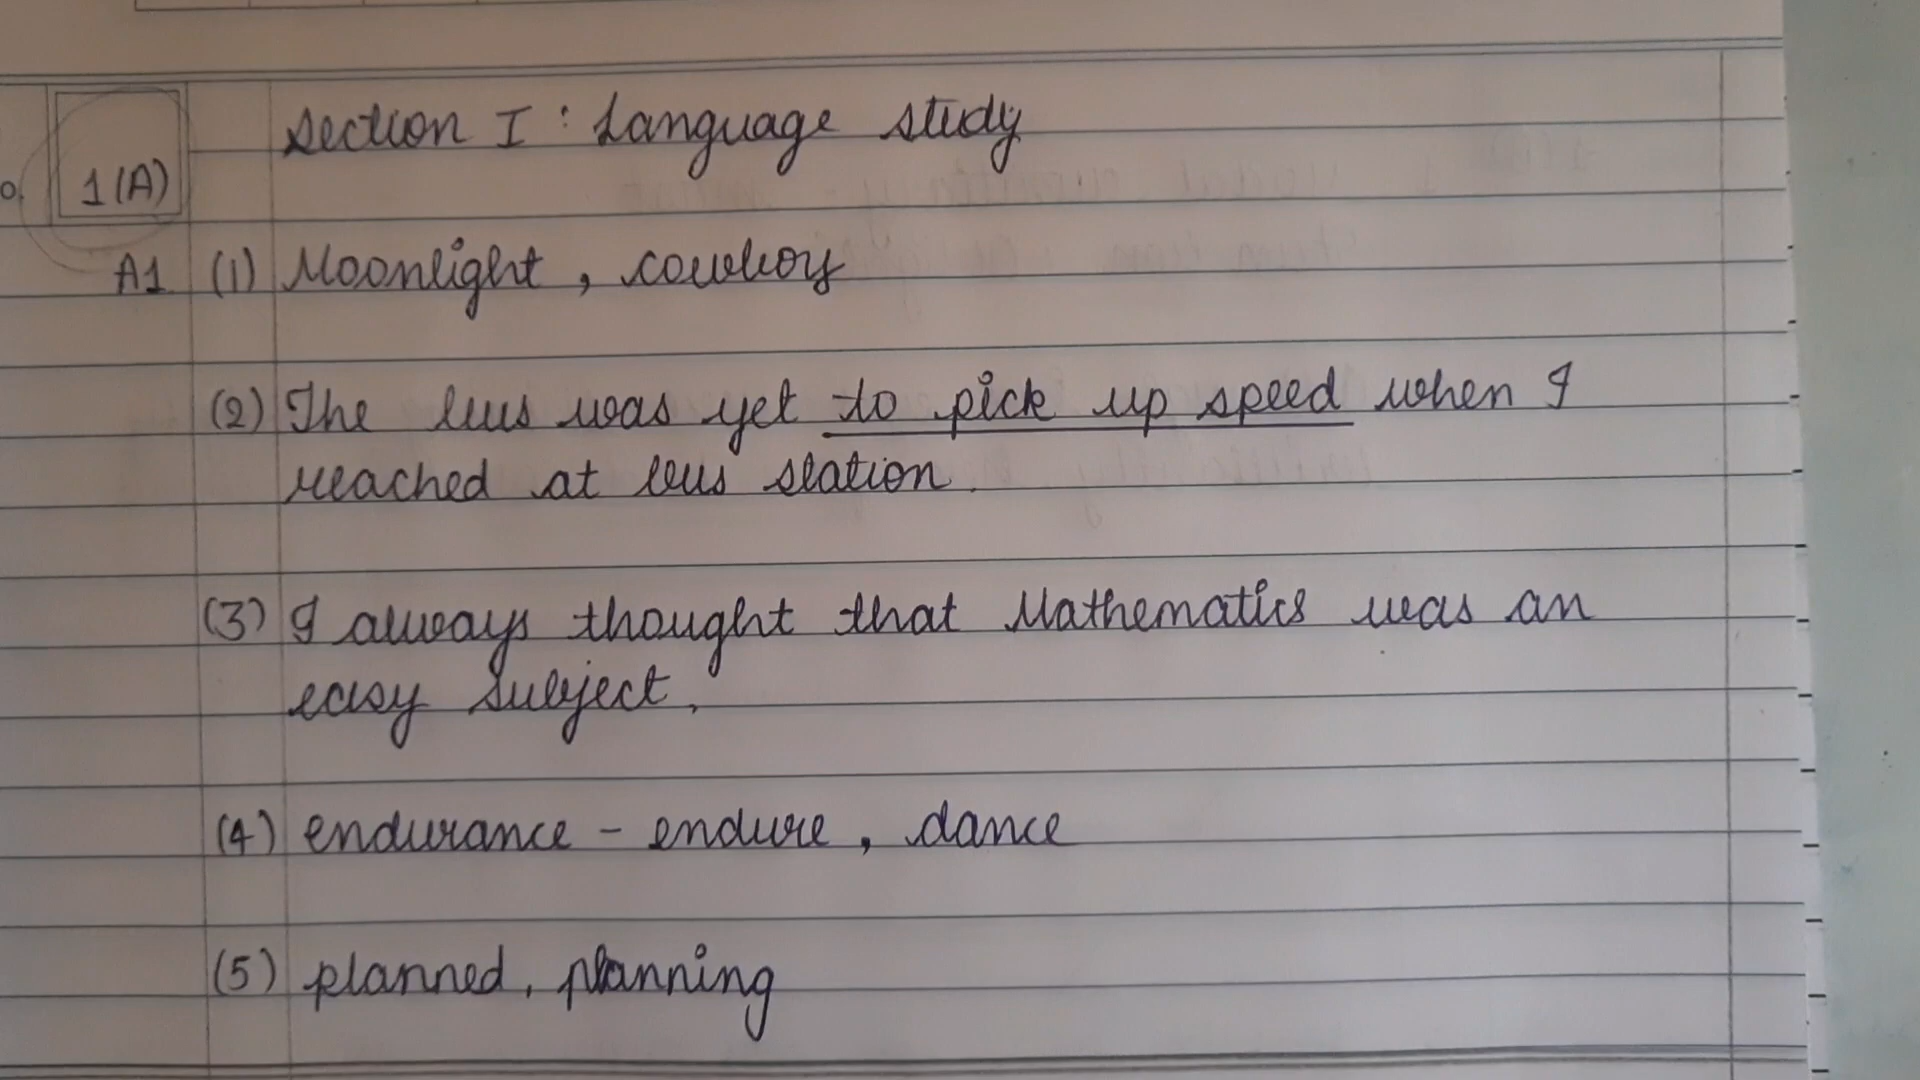 Section I : Language study
o. 1(A)
A1 (1) Moonlight , cowboy
(2) The bus was yet to pick up speed when I
reached at bus station.
(3) I always thought that Mathematics was an
easy subject.
(4) endurance - endure , dance
(5) planned, planning